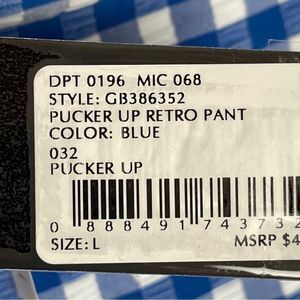 DPT 0196 MIC 068
STYLE: GB386352
PUCKER UP RETRO PANT
COLOR: BLUE
032
PUCKER UP
0 888491 743732
SIZE: L MSRP $4